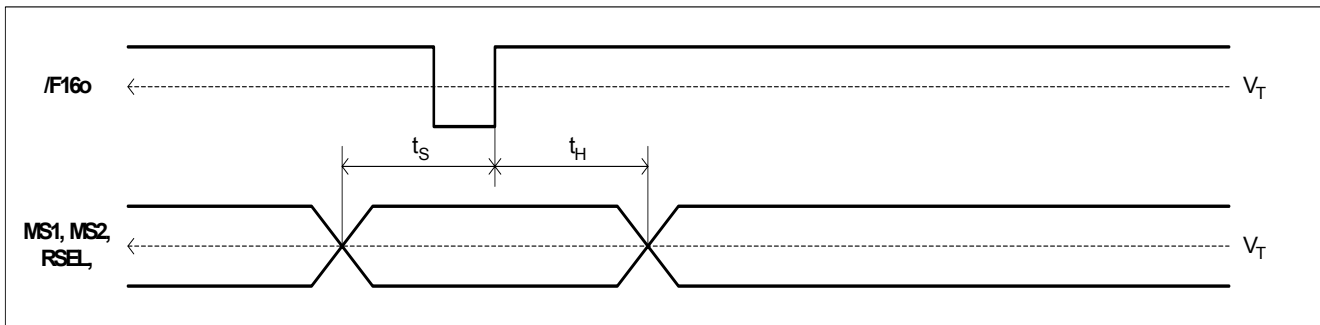 /F16o
V_T
t_S
t_H
MS1, MS2,
RSEL,
V_T